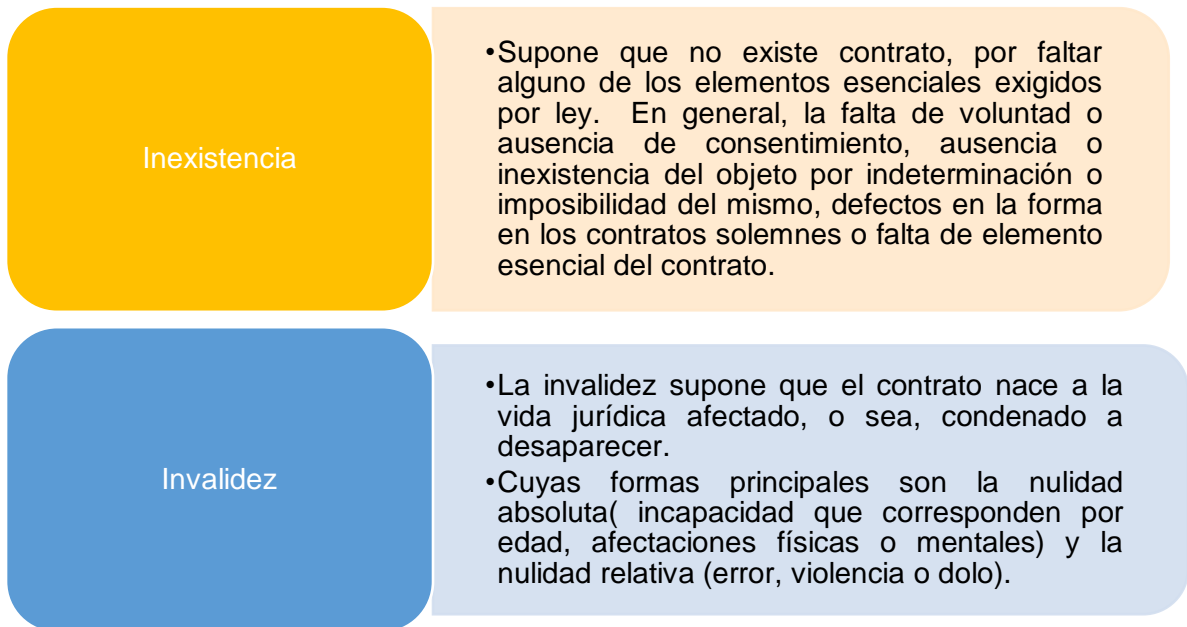 Inexistencia
•Supone que no existe contrato, por faltar
alguno de los elementos esenciales exigidos
por ley. En general, la falta de voluntad o
ausencia de consentimiento, ausencia o
inexistencia del objeto por indeterminación o
imposibilidad del mismo, defectos en la forma
en los contratos solemnes o falta de elemento
esencial del contrato.
Invalidez
•La invalidez supone que el contrato nace a la
vida jurídica afectado, o sea, condenado a
desaparecer.
•Cuyas formas principales son la nulidad
absoluta( incapacidad que corresponden por
edad, afectaciones físicas o mentales) y la
nulidad relativa (error, violencia o dolo).